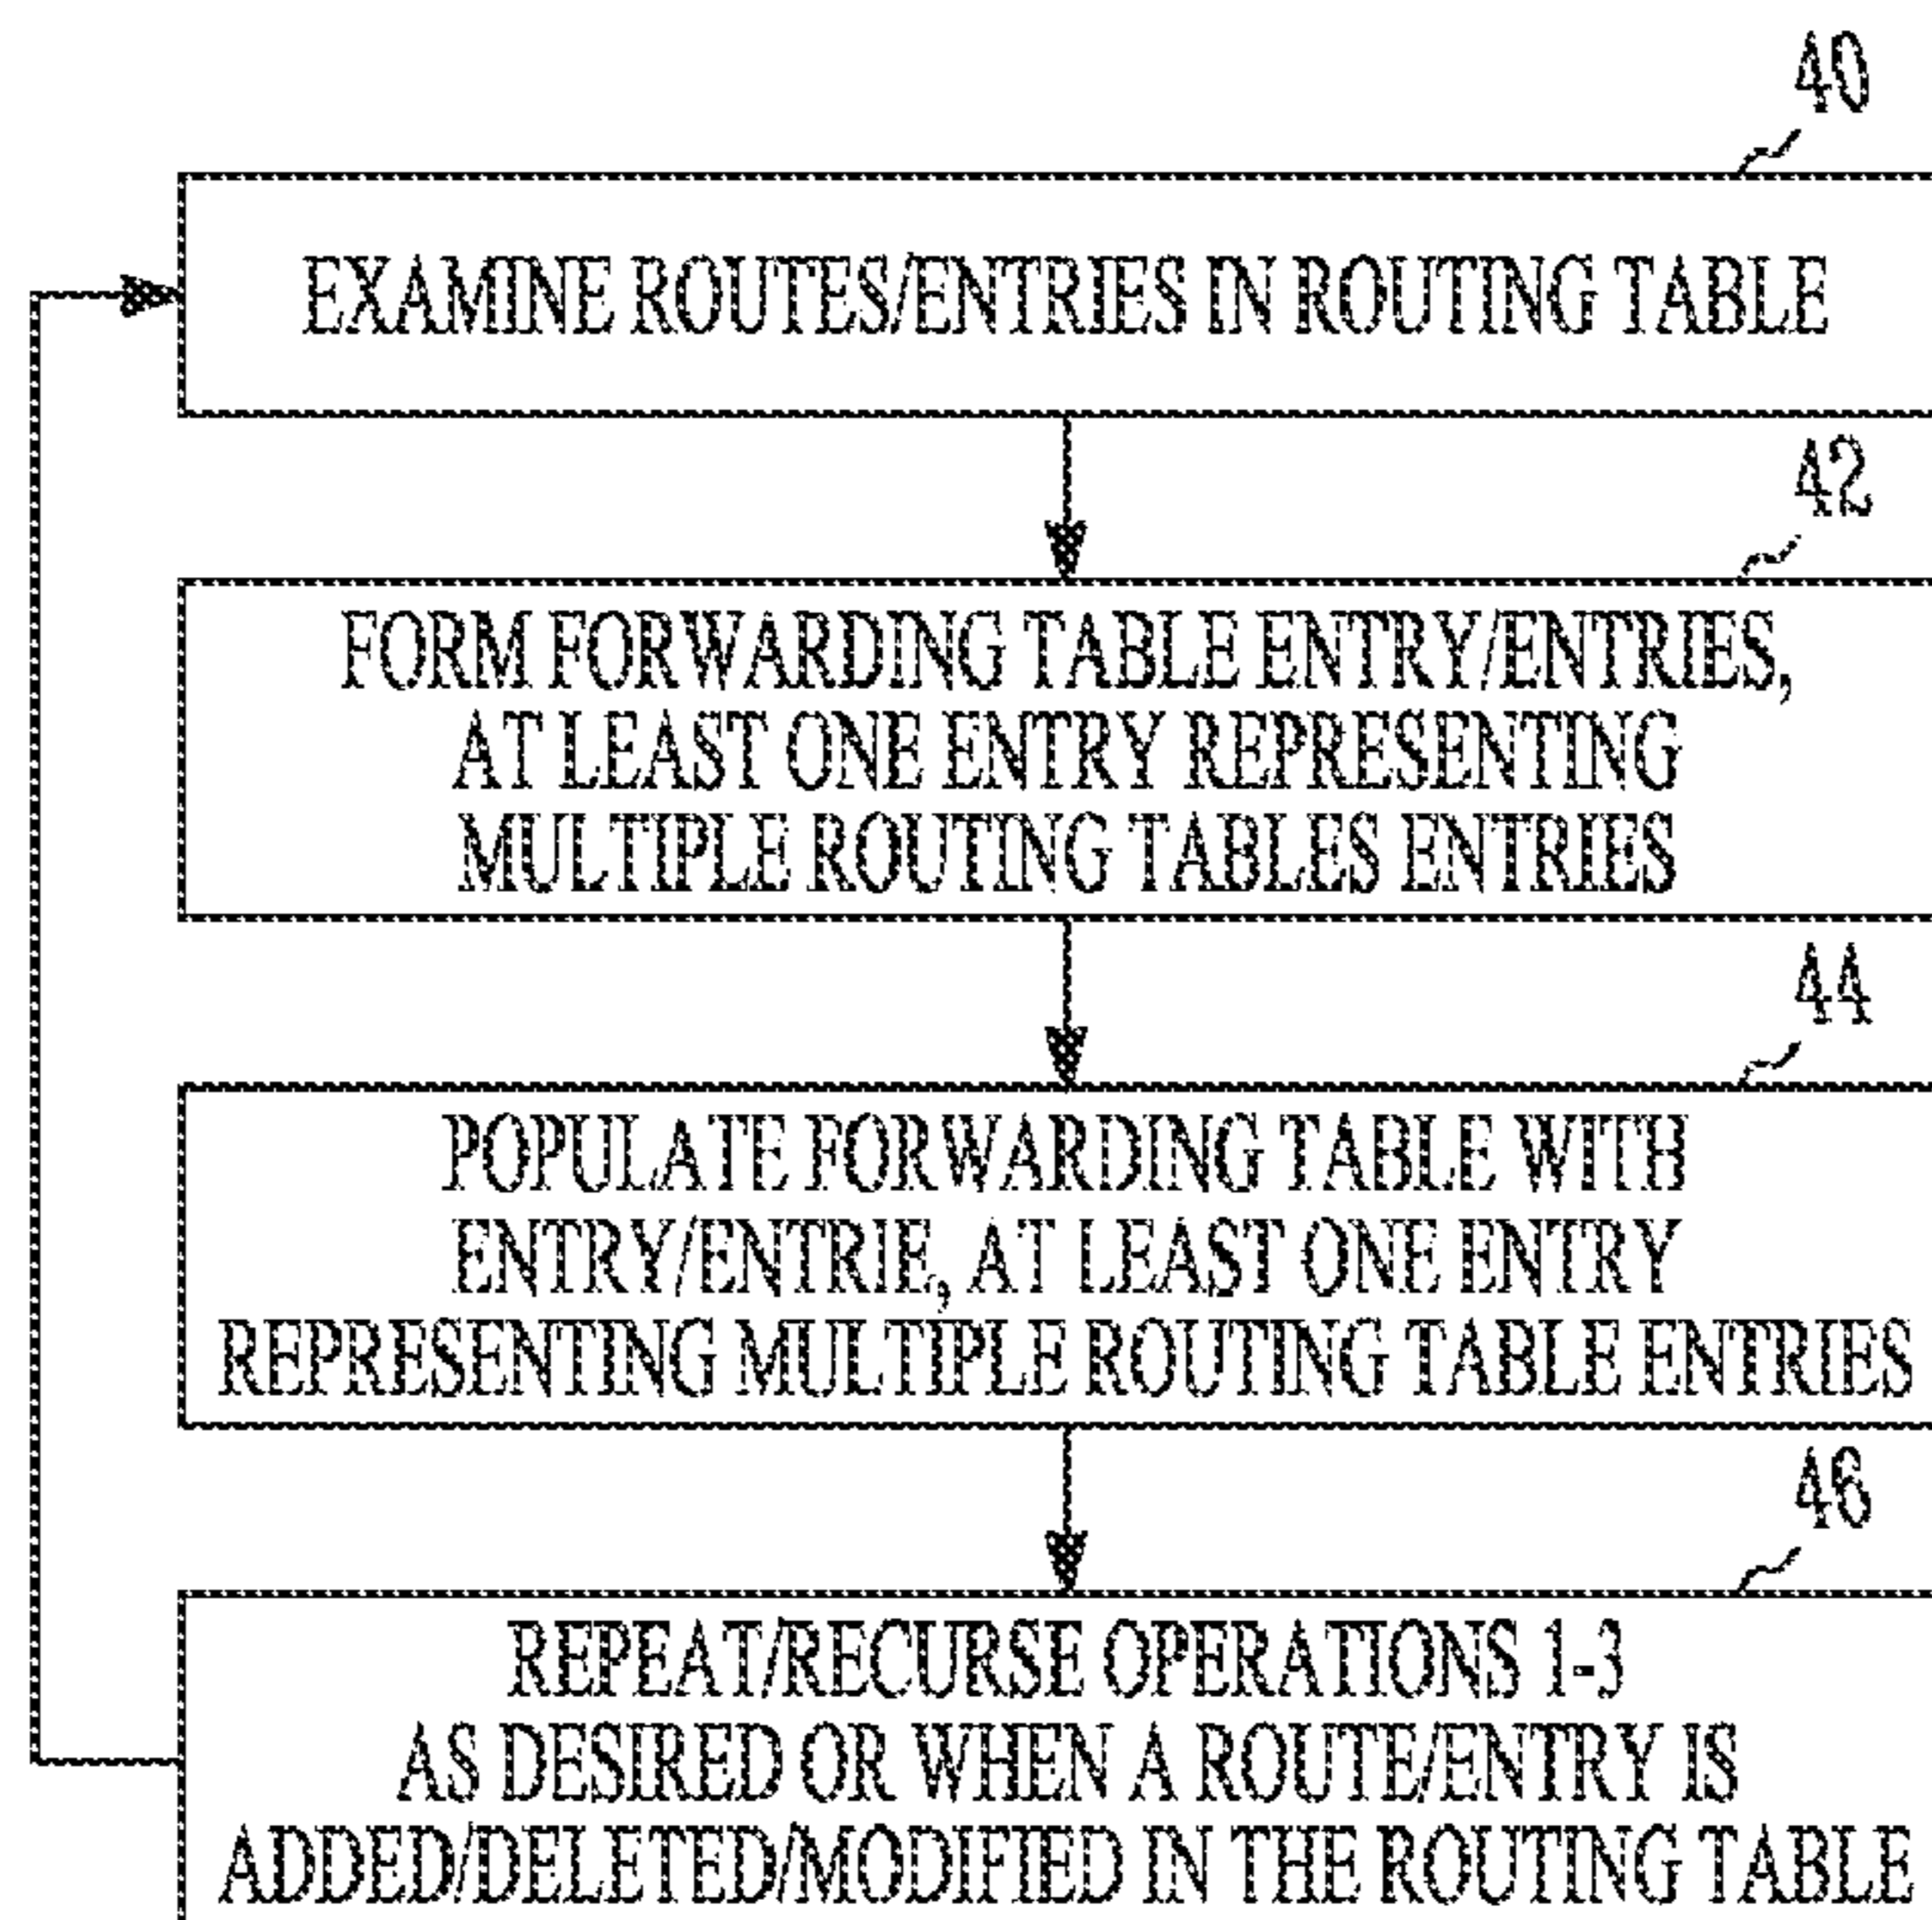 40
EXAMINE ROUTES/ENTRIES IN ROUTING TABLE
42
FORM FORWARDING TABLE ENTRY/ENTRIES,
AT LEAST ONE ENTRY REPRESENTING
MULTIPLE ROUTING TABLES ENTRIES
44
POPULATE FORWARDING TABLE WITH
ENTRY/ENTRIE, AT LEAST ONE ENTRY
REPRESENTING MULTIPLE ROUTING TABLE ENTRIES
46
REPEAT/RECURSE OPERATIONS 1-3
AS DESIRED OR WHEN A ROUTE/ENTRY IS
ADDED/DELETED/MODIFIED IN THE ROUTING TABLE